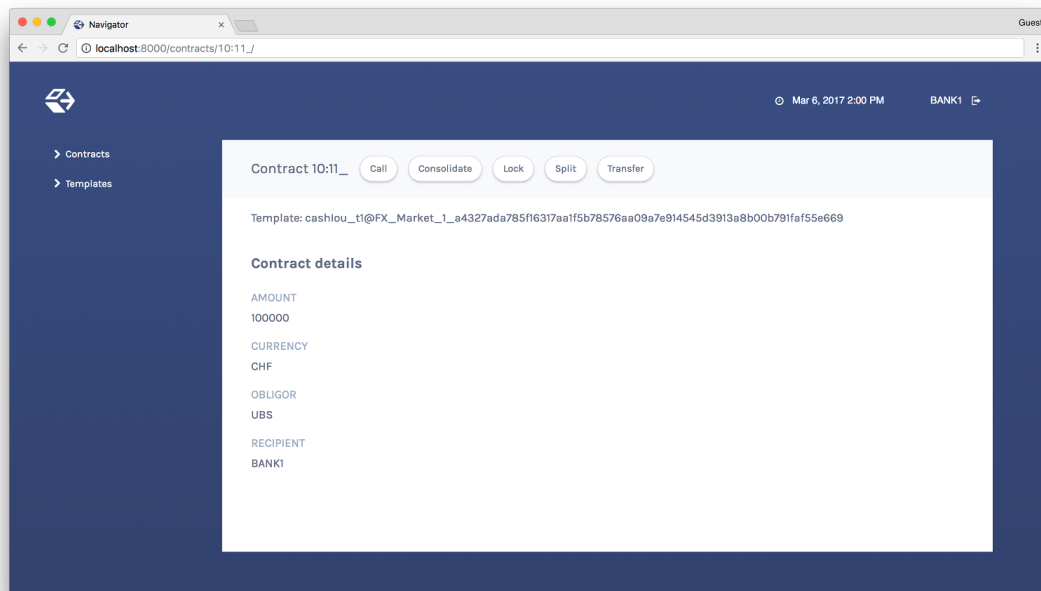 Navigator
Guest
localhost:8000/contracts/10:11_/
Mar 6, 2017 2:00 PM
BANK1
Contracts
Templates
Contract 10:11_
Call
Consolidate
Lock
Split
Transfer
Template: cashlou_t1@FX_Market_1_a4327ada785f16317aa1f5b78576aa09a7e914545d3913a8b00b791faf55e669
Contract details
AMOUNT
100000
CURRENCY
CHF
OBLIGOR
UBS
RECIPIENT
BANK1